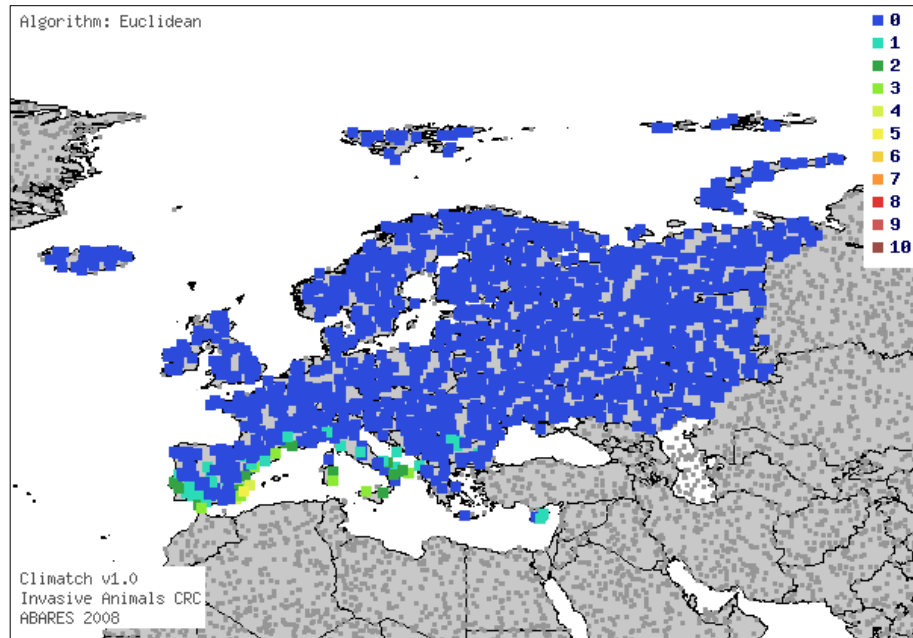 Algorithm: Euclidean
0
1
2
3
4
5
6
7
8
9
10
Climatch v1.0
Invasive Animals CRC
ABARES 2008